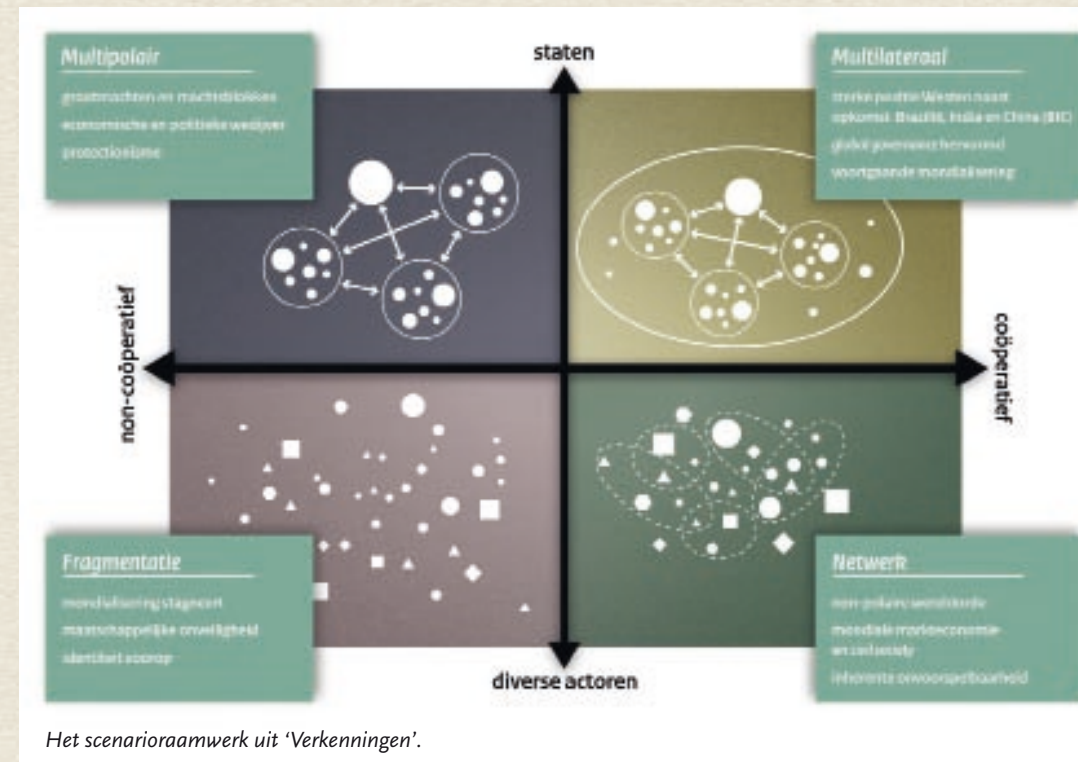 staten
Multipolair
grootmachten en machtsblokken
economische en politieke wedijver
protectionisme
Multilateraal
sterke positie Westen naast
opkomst Brazilië, India en China (BIC)
global governance hervormd
voortgaande mondialisering
non-coöperatief
coöperatief
Fragmentatie
mondialisering stagneert
maatschappelijke onveiligheid
identiteit voorop
Netwerk
non-polaire wereldorde
mondiale markteconomie
en civil society
inherente onvoorspelbaarheid
diverse actoren
Het scenarioraamwerk uit ‘Verkenningen’.